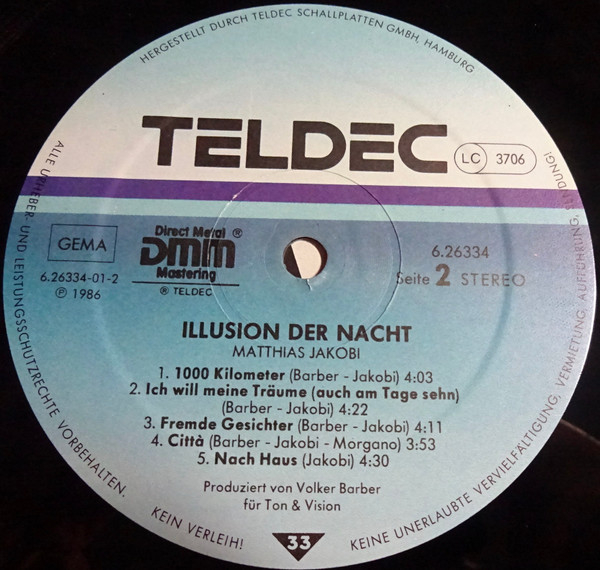 HERGESTELLT DURCH TELDEC SCHALLPLATTEN GMBH, HAMBURG
TELDEC
LC 3706
GEMA
Direct Metal ®
DMM
Mastering
® TELDEC
6.26334-01-2
℗ 1986
6.26334
Seite 2 STEREO
ILLUSION DER NACHT
MATTHIAS JAKOBI
1. 1000 Kilometer (Barber - Jakobi) 4:03
2. Ich will meine Träume (auch am Tage sehn)
(Barber - Jakobi) 4:22
3. Fremde Gesichter (Barber - Jakobi) 4:11
4. Città (Barber - Jakobi - Morgano) 3:53
5. Nach Haus (Jakobi) 4:30
Produziert von Volker Barber
für Ton & Vision
33
ALLE URHEBER- UND LEISTUNGSSCHUTZRECHTE VORBEHALTEN.
KEIN VERLEIH!
KEINE UNERLAUBTE VERVIELFÄLTIGUNG, VERMIETUNG, AUFFÜHRUNG, SENDUNG!